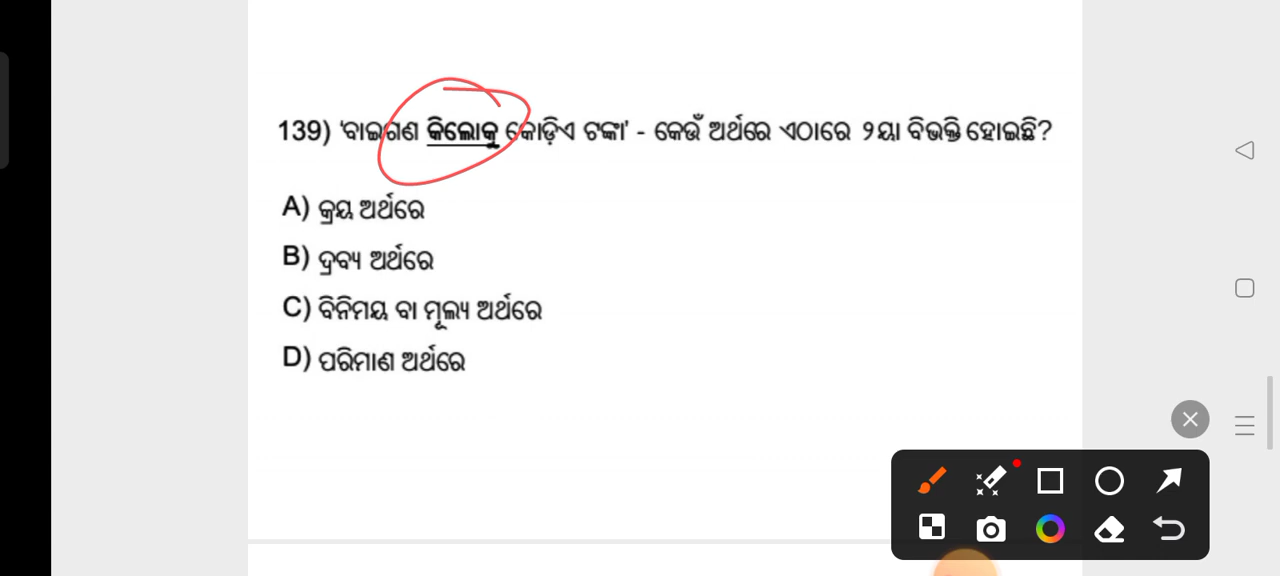 139) 'ବାଇଗଣ କିଲୋକୁ କୋଡ଼ିଏ ଟଙ୍କା' - କେଉଁ ଅର୍ଥରେ ଏଠାରେ ୨ୟା ବିଭକ୍ତି ହୋଇଛି?
A) କ୍ରୟ ଅର୍ଥରେ
B) ଦ୍ରବ୍ୟ ଅର୍ଥରେ
C) ବିନିମୟ ବା ମୂଲ୍ୟ ଅର୍ଥରେ
D) ପରିମାଣ ଅର୍ଥରେ